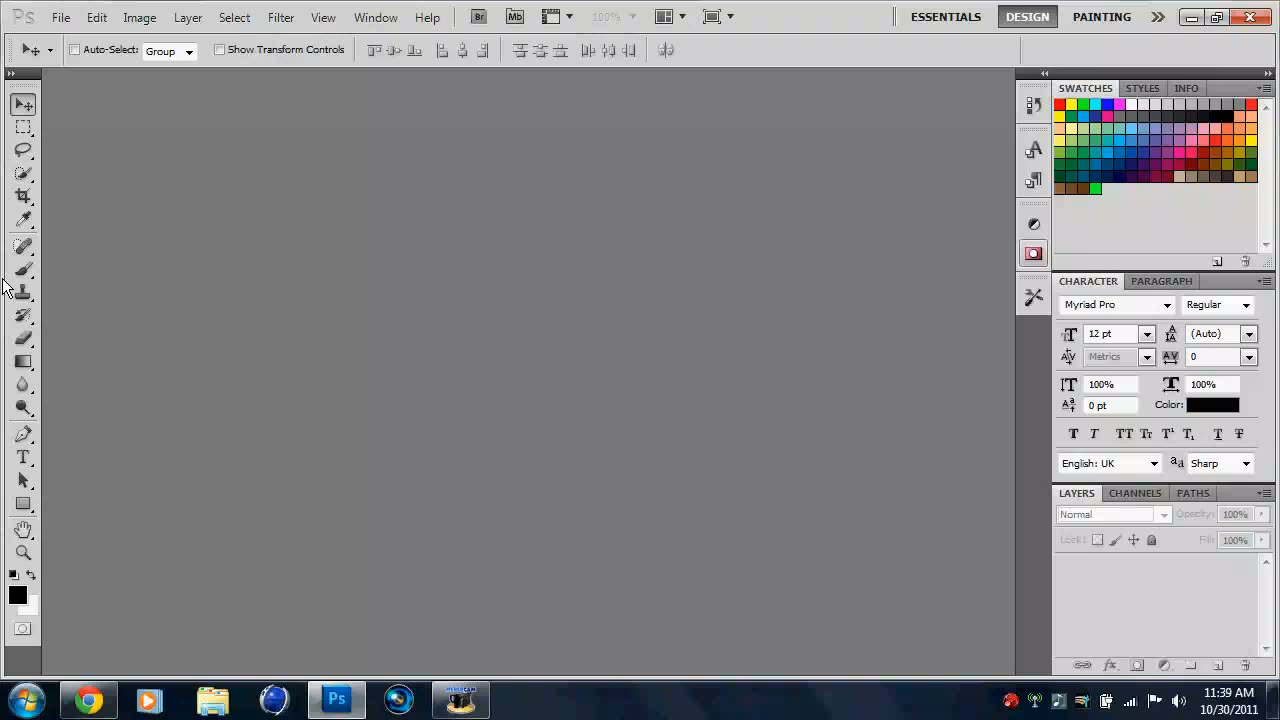 Ps File Edit Image Layer Select Filter View Window Help Br Mb 100% ESSENTIALS DESIGN PAINTING
Auto-Select: Group Show Transform Controls
SWATCHES STYLES INFO
CHARACTER PARAGRAPH
Myriad Pro Regular
12 pt (Auto)
Metrics 0
100% 100%
0 pt Color:
T T TT Tr T¹ T₁ T T
English: UK aa Sharp
LAYERS CHANNELS PATHS
Normal Opacity: 100%
Lock: Fill: 100%
Ps HYPERCAM 11:39 AM
10/30/2011